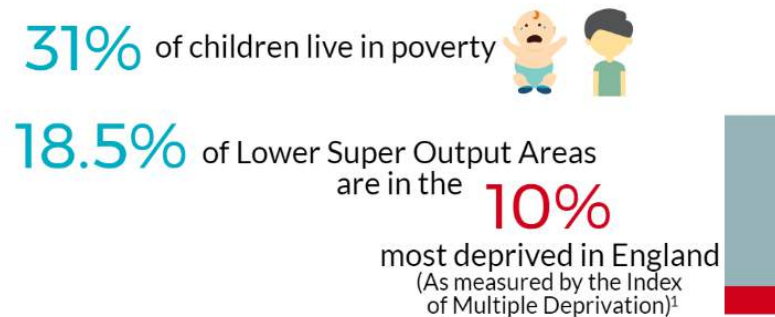 31% of children live in poverty
18.5% of Lower Super Output Areas
are in the 10%
most deprived in England
(As measured by the Index
of Multiple Deprivation)¹